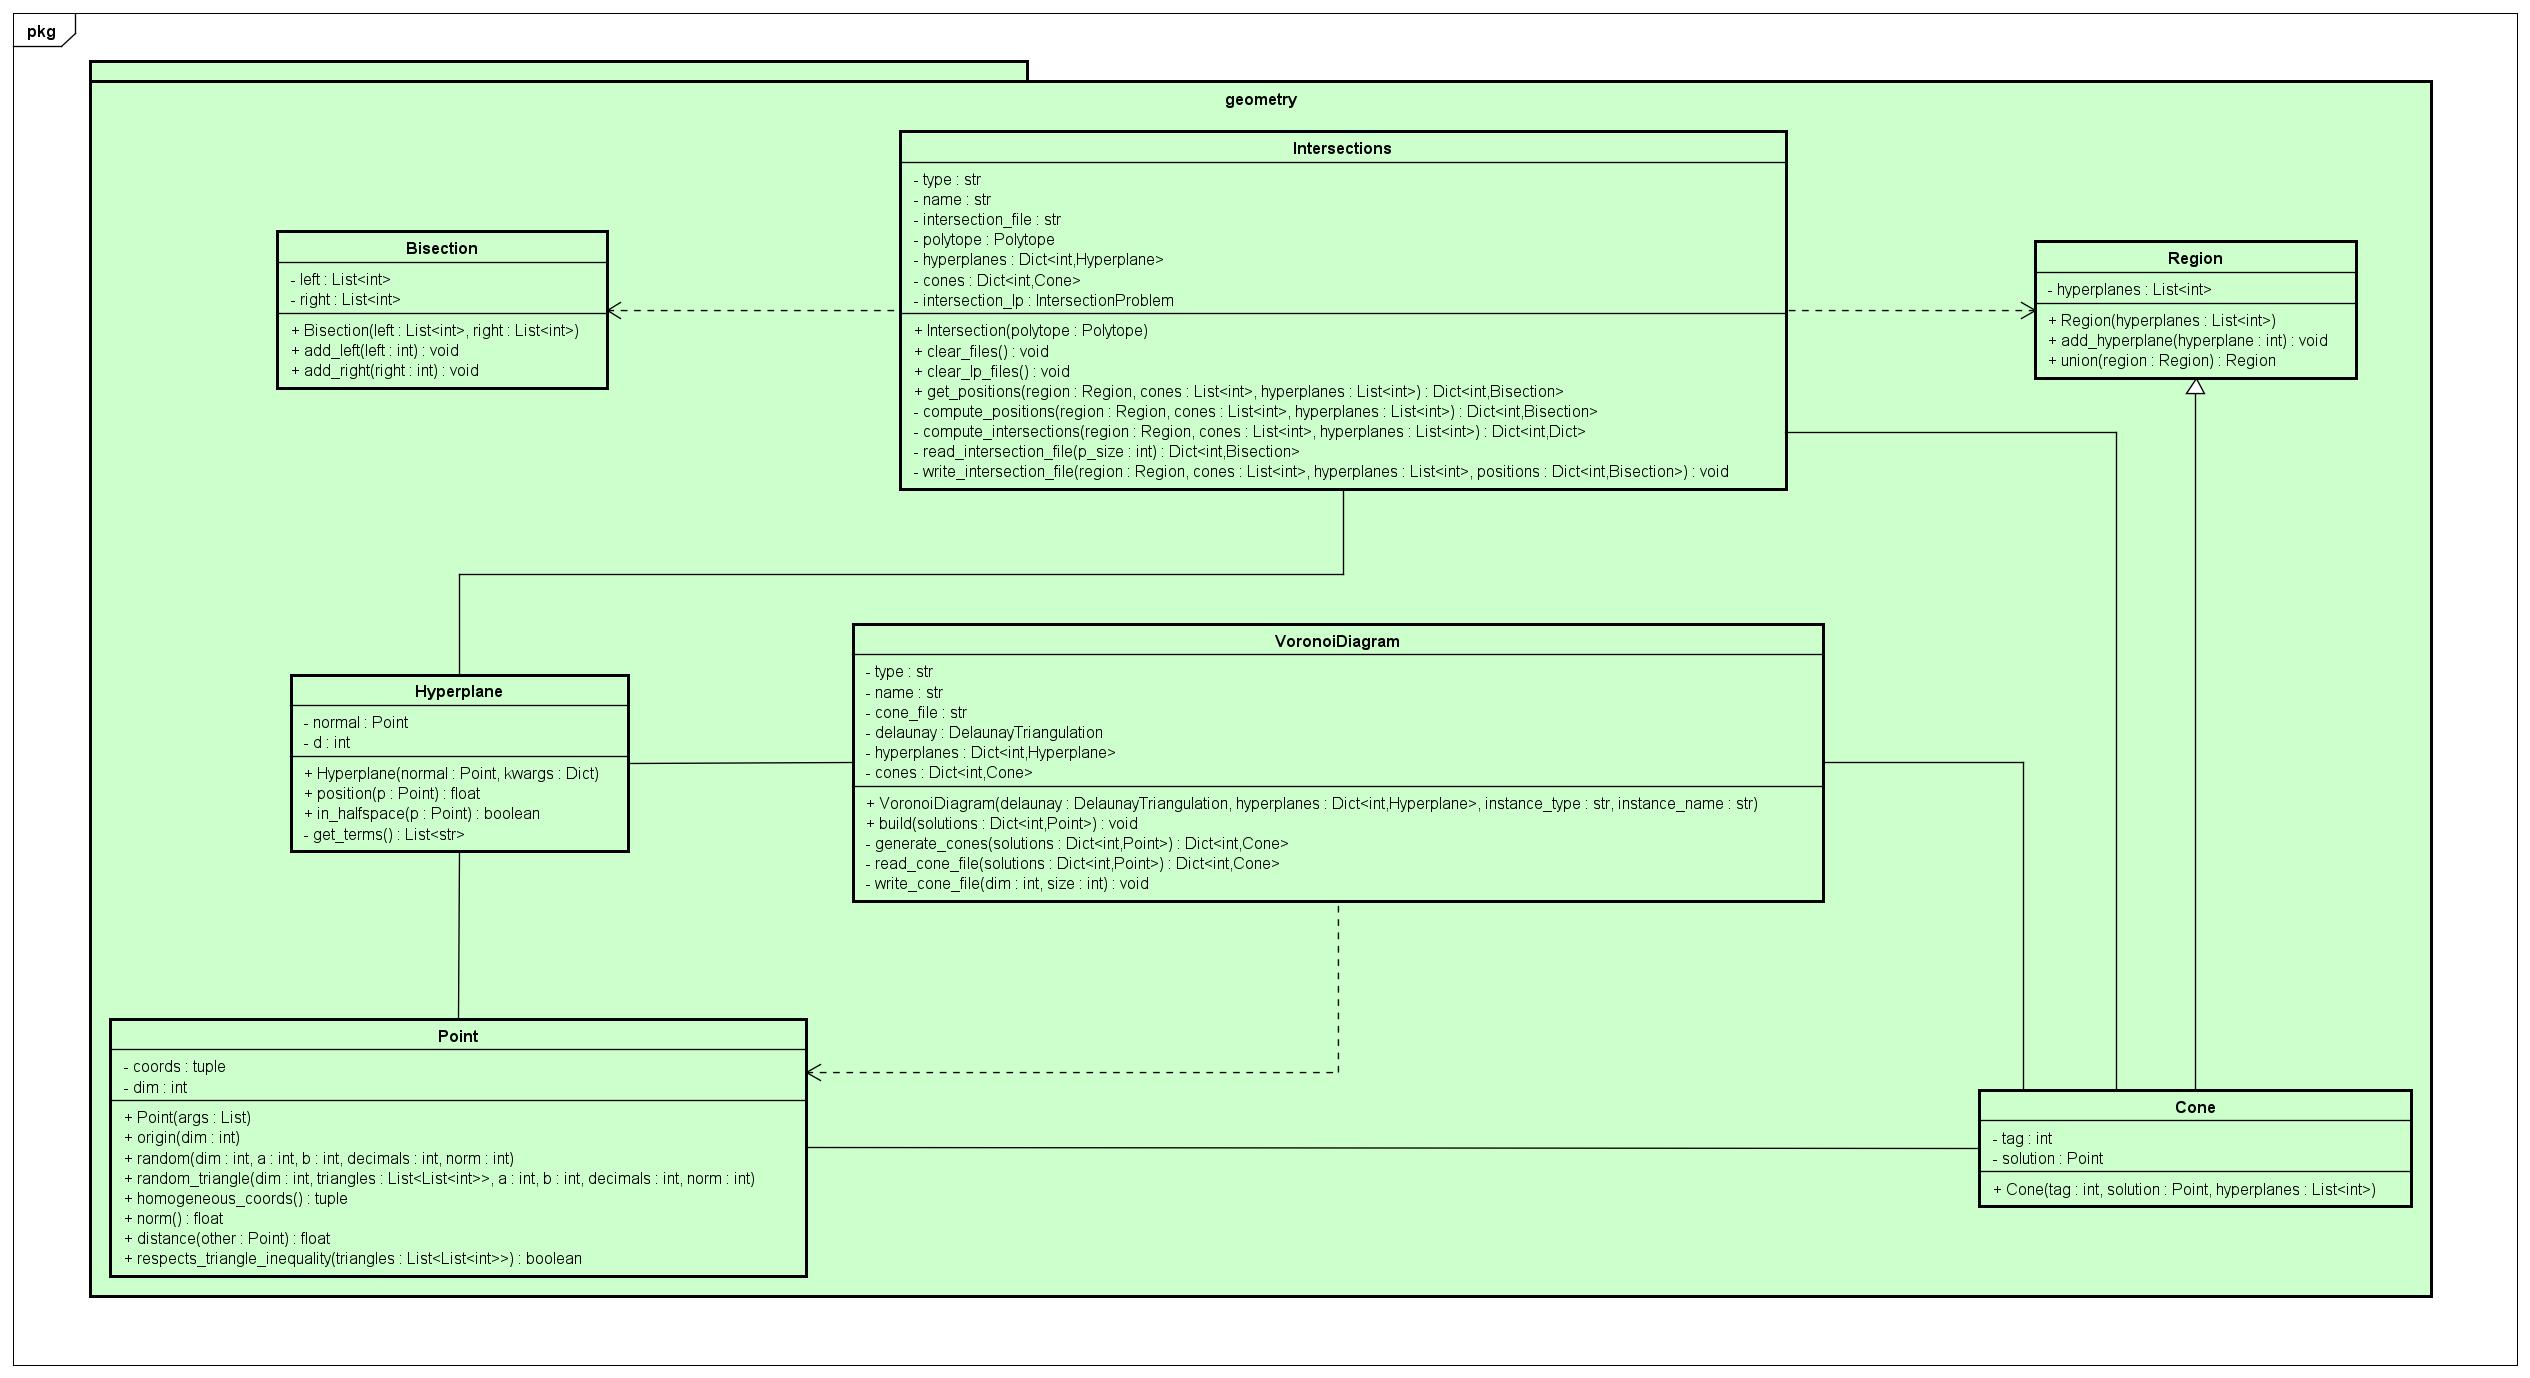 pkg
geometry
Intersections
- type : str
- name : str
- intersection_file : str
- polytope : Polytope
- hyperplanes : Dict<int,Hyperplane>
- cones : Dict<int,Cone>
- intersection_lp : IntersectionProblem
+ Intersection(polytope : Polytope)
+ clear_files() : void
+ clear_lp_files() : void
+ get_positions(region : Region, cones : List<int>, hyperplanes : List<int>) : Dict<int,Bisection>
- compute_positions(region : Region, cones : List<int>, hyperplanes : List<int>) : Dict<int,Bisection>
- compute_intersections(region : Region, cones : List<int>, hyperplanes : List<int>) : Dict<int,Dict>
- read_intersection_file(p_size : int) : Dict<int,Bisection>
- write_intersection_file(region : Region, cones : List<int>, hyperplanes : List<int>, positions : Dict<int,Bisection>) : void
Bisection
- left : List<int>
- right : List<int>
+ Bisection(left : List<int>, right : List<int>)
+ add_left(left : int) : void
+ add_right(right : int) : void
Region
- hyperplanes : List<int>
+ Region(hyperplanes : List<int>)
+ add_hyperplane(hyperplane : int) : void
+ union(region : Region) : Region
Hyperplane
- normal : Point
- d : int
+ Hyperplane(normal : Point, kwargs : Dict)
+ position(p : Point) : float
+ in_halfspace(p : Point) : boolean
- get_terms() : List<str>
VoronoiDiagram
- type : str
- name : str
- cone_file : str
- delaunay : DelaunayTriangulation
- hyperplanes : Dict<int,Hyperplane>
- cones : Dict<int,Cone>
+ VoronoiDiagram(delaunay : DelaunayTriangulation, hyperplanes : Dict<int,Hyperplane>, instance_type : str, instance_name : str)
+ build(solutions : Dict<int,Point>) : void
- generate_cones(solutions : Dict<int,Point>) : Dict<int,Cone>
- read_cone_file(solutions : Dict<int,Point>) : Dict<int,Cone>
- write_cone_file(dim : int, size : int) : void
Point
- coords : tuple
- dim : int
+ Point(args : List)
+ origin(dim : int)
+ random(dim : int, a : int, b : int, decimals : int, norm : int)
+ random_triangle(dim : int, triangles : List<List<int>>, a : int, b : int, decimals : int, norm : int)
+ homogeneous_coords() : tuple
+ norm() : float
+ distance(other : Point) : float
+ respects_triangle_inequality(triangles : List<List<int>>) : boolean
Cone
- tag : int
- solution : Point
+ Cone(tag : int, solution : Point, hyperplanes : List<int>)